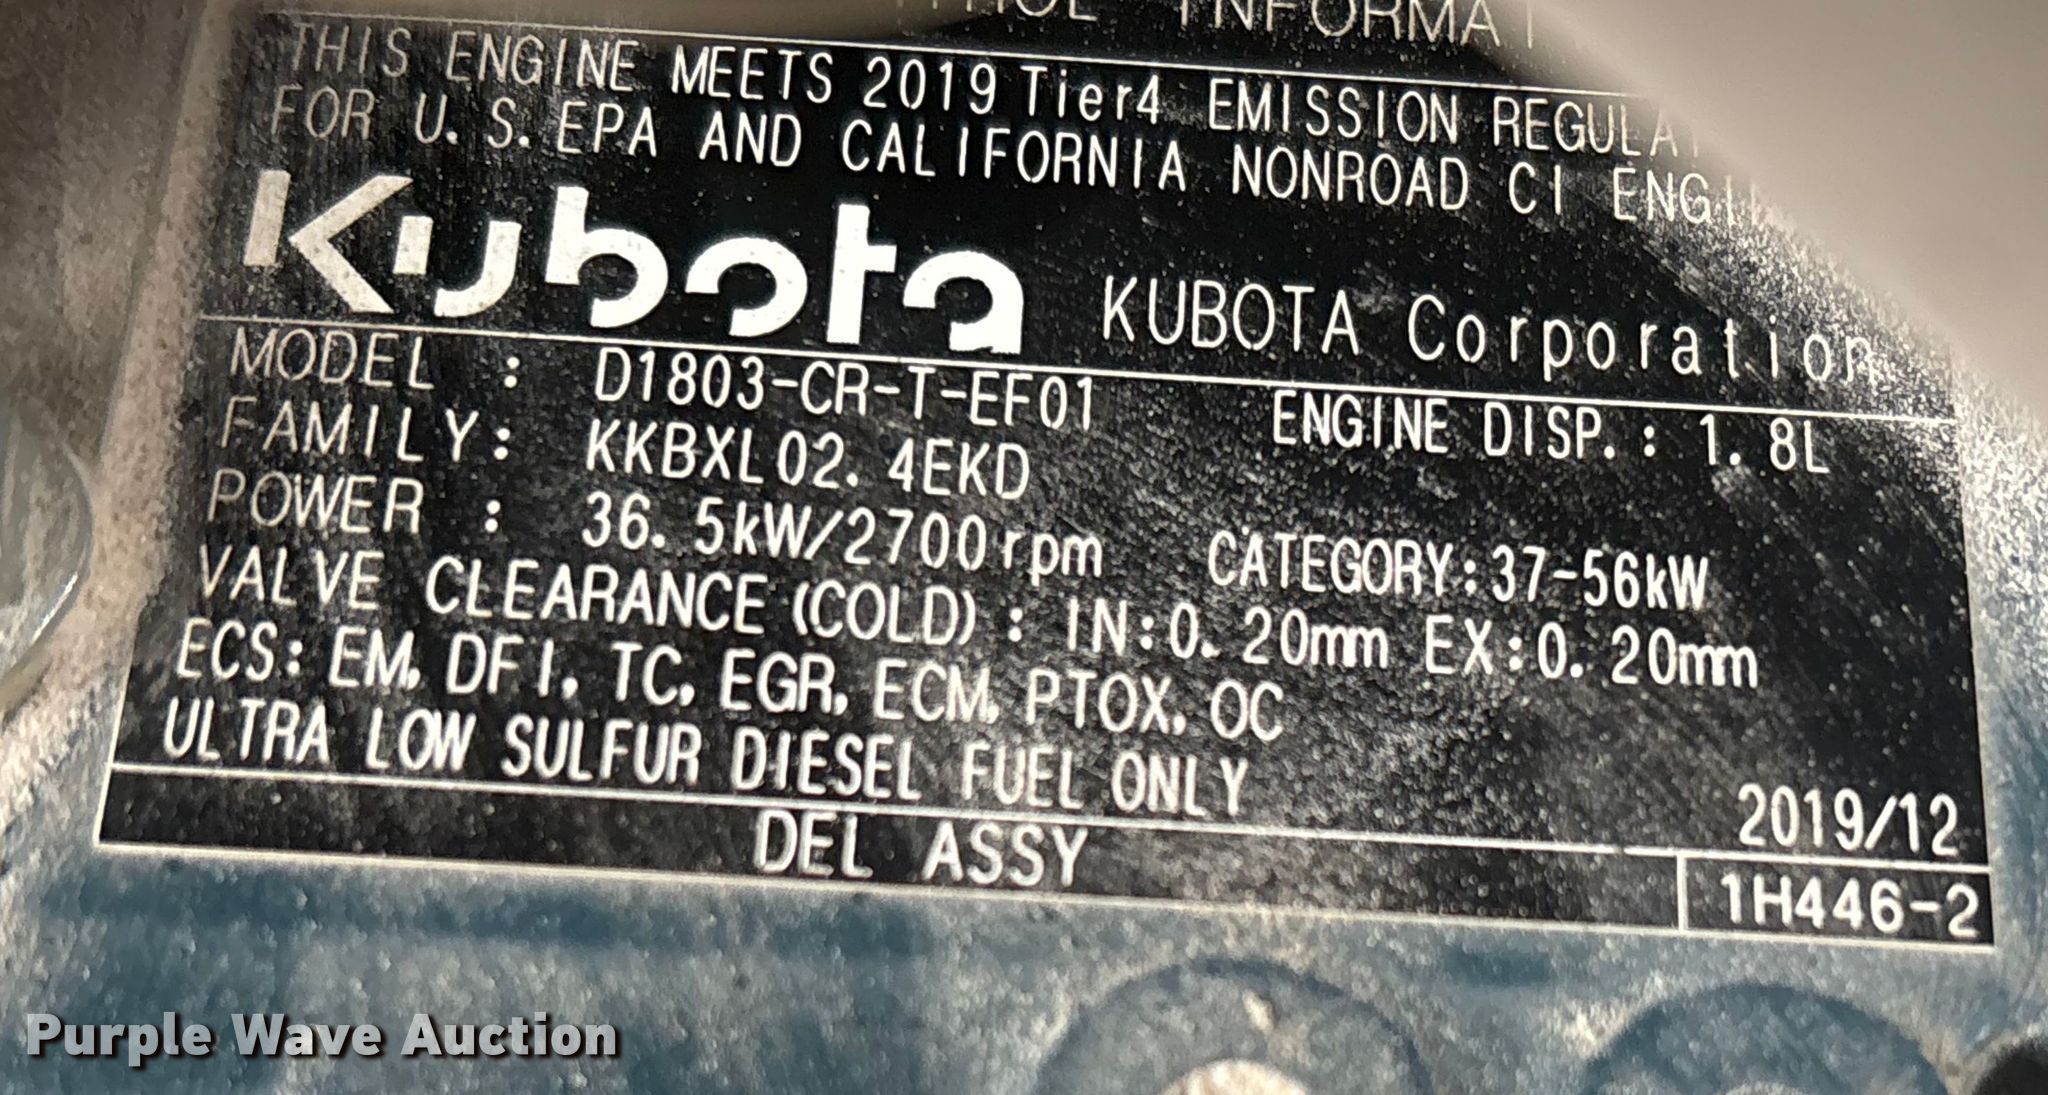 INFORMAT
THIS ENGINE MEETS 2019 Tier4 EMISSION REGULAT
FOR U.S.EPA AND CALIFORNIA NONROAD CI ENGI
Kubota KUBOTA Corporation
MODEL : D1803-CR-T-EF01 ENGINE DISP.: 1.8L
FAMILY: KKBXL02.4EKD
POWER : 36.5kW/2700rpm CATEGORY:37-56kW
VALVE CLEARANCE(COLD): IN:0.20mm EX:0.20mm
ECS: EM, DFI, TC, EGR, ECM, PTOX, OC
ULTRA LOW SULFUR DIESEL FUEL ONLY
2019/12
DEL ASSY
1H446-2
Purple Wave Auction